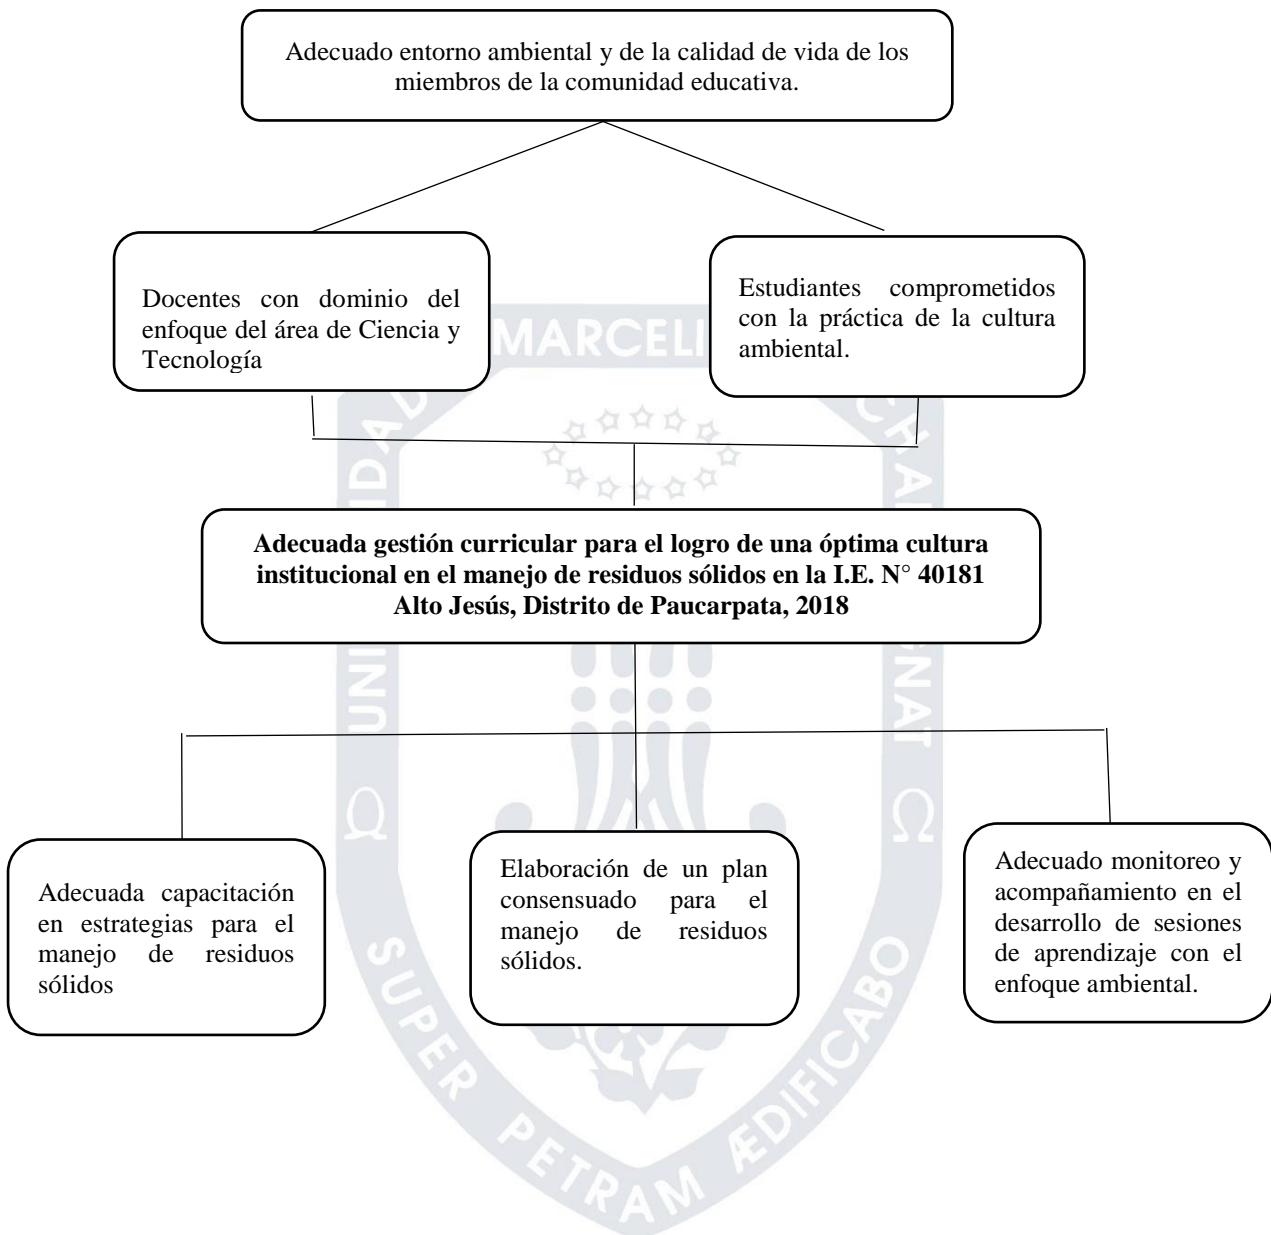 Adecuado entorno ambiental y de la calidad de vida de los
miembros de la comunidad educativa.
Docentes con dominio del
enfoque del área de Ciencia y
Tecnología
Estudiantes comprometidos
con la práctica de la cultura
ambiental.
Adecuada gestión curricular para el logro de una óptima cultura
institucional en el manejo de residuos sólidos en la I.E. N° 40181
Alto Jesús, Distrito de Paucarpata, 2018
Adecuada capacitación
en estrategias para el
manejo de residuos
sólidos
Elaboración de un plan
consensuado para el
manejo de residuos
sólidos.
Adecuado monitoreo y
acompañamiento en el
desarrollo de sesiones
de aprendizaje con el
enfoque ambiental.
MARCELI
SUPER PETRAM ÆDIFICABO